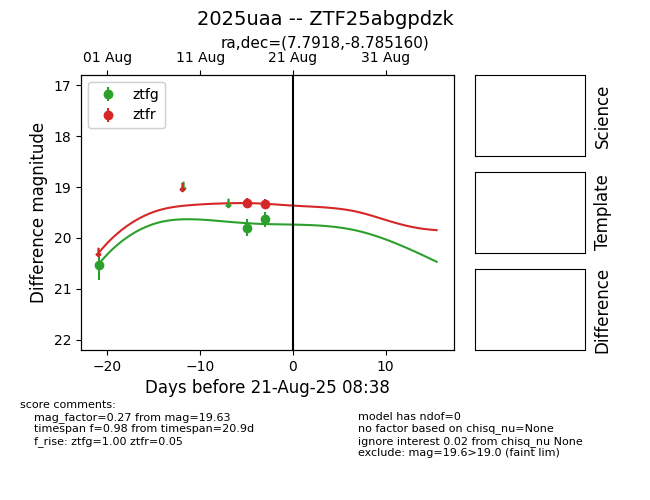 2025uaa -- ZTF25abgpdzk
ra,dec=(7.7918,-8.785160)
01 Aug 11 Aug 21 Aug 31 Aug
17
18
19
20
21
22
Difference magnitude
ztfg
ztfr
−20 −10 0 10
Days before 21-Aug-25 08:38
Science
Template
Difference
score comments:
mag_factor=0.27 from mag=19.63
timespan f=0.98 from timespan=20.9d
f_rise: ztfg=1.00 ztfr=0.05
model has ndof=0
no factor based on chisq_nu=None
ignore interest 0.02 from chisq_nu None
exclude: mag=19.6>19.0 (faint lim)